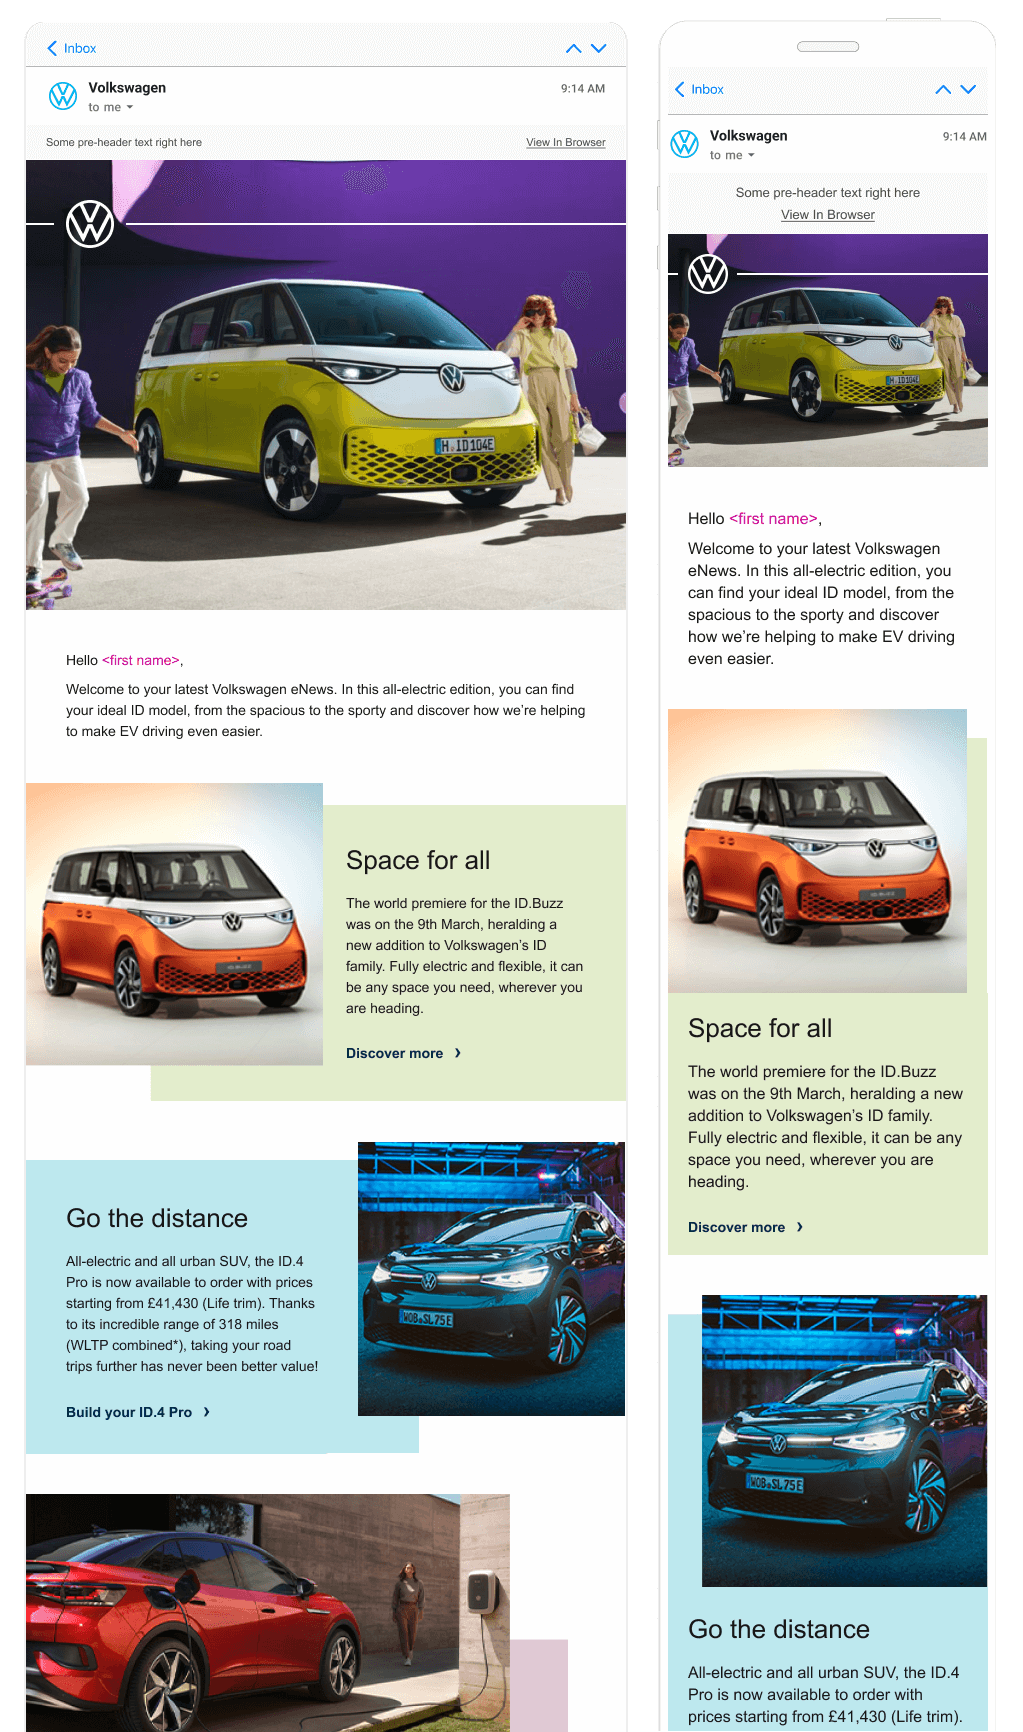 Inbox
Volkswagen
9:14 AM
to me
Some pre-header text right here
View In Browser
H ID104E
Hello <first name>,
Welcome to your latest Volkswagen eNews. In this all-electric edition, you can find
your ideal ID model, from the spacious to the sporty and discover how we're helping
to make EV driving even easier.
ID.BUZZ
Space for all
The world premiere for the ID.Buzz
was on the 9th March, heralding a
new addition to Volkswagen's ID
family. Fully electric and flexible, it can
be any space you need, wherever you
are heading.
Discover more
Go the distance
All-electric and all urban SUV, the ID.4
Pro is now available to order with prices
starting from £41,430 (Life trim). Thanks
to its incredible range of 318 miles
(WLTP combined*), taking your road
trips further has never been better value!
Build your ID.4 Pro
WOB SL 75E
Inbox
Volkswagen
9:14 AM
to me
Some pre-header text right here
View In Browser
H ID104E
Hello <first name>,
Welcome to your latest Volkswagen
eNews. In this all-electric edition, you
can find your ideal ID model, from the
spacious to the sporty and discover
how we're helping to make EV driving
even easier.
ID.BUZZ
Space for all
The world premiere for the ID.Buzz
was on the 9th March, heralding a new
addition to Volkswagen's ID family.
Fully electric and flexible, it can be any
space you need, wherever you are
heading.
Discover more
WOB SL 75E
Go the distance
All-electric and all urban SUV, the ID.4
Pro is now available to order with
prices starting from £41,430 (Life trim).